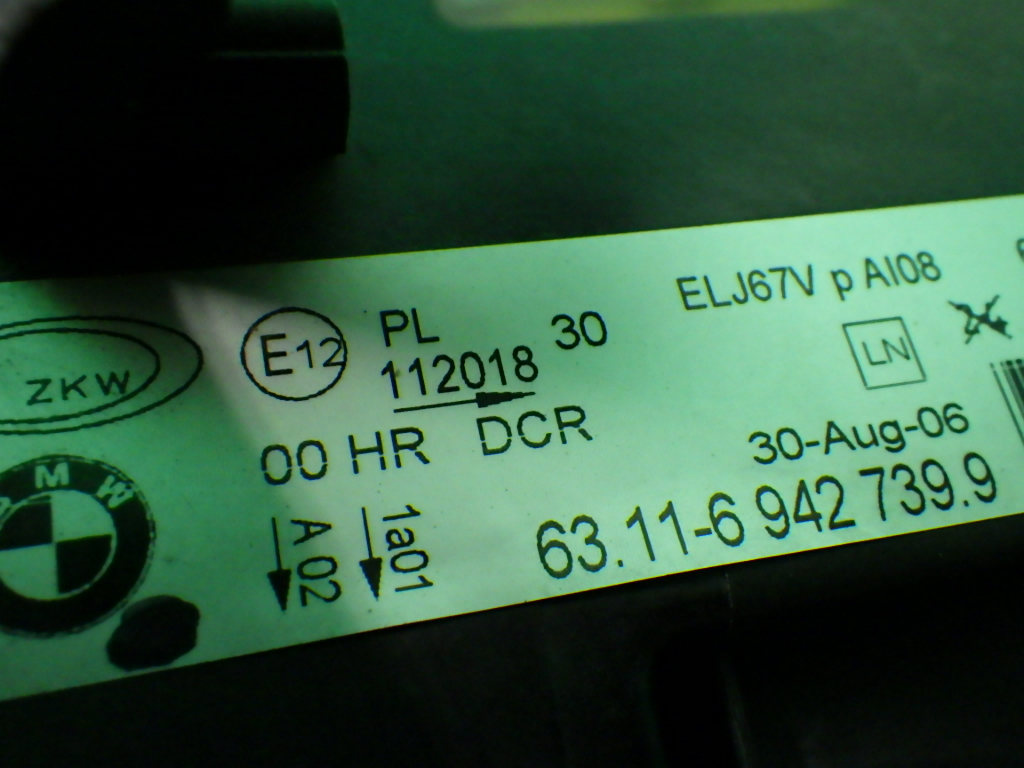 ELJ67V p AI08
ZKW
E12
PL
112018
30
LN
00 HR DCR
30-Aug-06
63.11-6 942 739.9
BMW
A 02
1a01